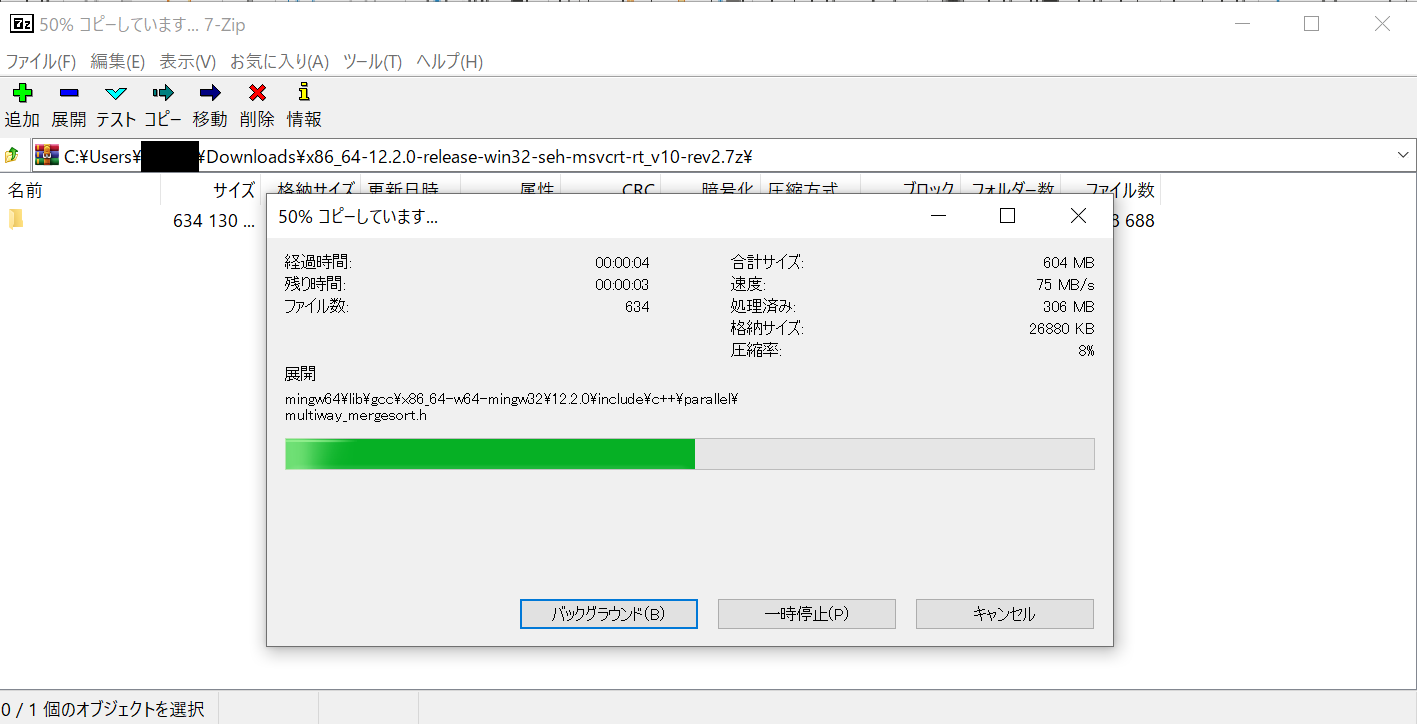 50% コピーしています... 7-Zip
ファイル(F) 編集(E) 表示(V) お気に入り(A) ツール(T) ヘルプ(H)
追加 展開 テスト コピー 移動 削除 情報
C:¥Users¥ ¥Downloads¥x86_64-12.2.0-release-win32-seh-msvcrt-rt_v10-rev2.7z¥
名前 サイズ 格納サイズ 更新日時 属性 CRC 暗号化 圧縮方式 ブロック フォルダー数 ファイル数
634 130 ... 688
50% コピーしています...
経過時間: 00:00:04 合計サイズ: 604 MB
残り時間: 00:00:03 速度: 75 MB/s
ファイル数: 634 処理済み: 306 MB
格納サイズ: 26880 KB
圧縮率: 8%
展開
mingw64¥lib¥gcc¥x86_64-w64-mingw32¥12.2.0¥include¥c++¥parallel¥
multiway_mergesort.h
バックグラウンド(B) 一時停止(P) キャンセル
0 / 1 個のオブジェクトを選択